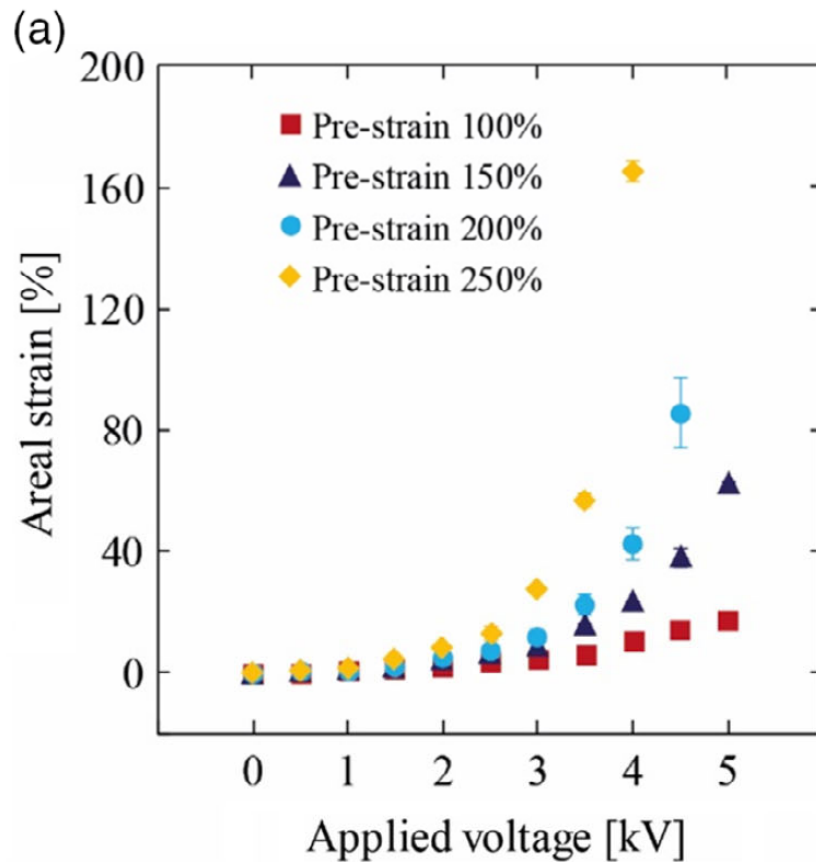 (a)
200
160
120
80
40
0
Areal strain [%]
Pre-strain 100%
Pre-strain 150%
Pre-strain 200%
Pre-strain 250%
0 1 2 3 4 5
Applied voltage [kV]